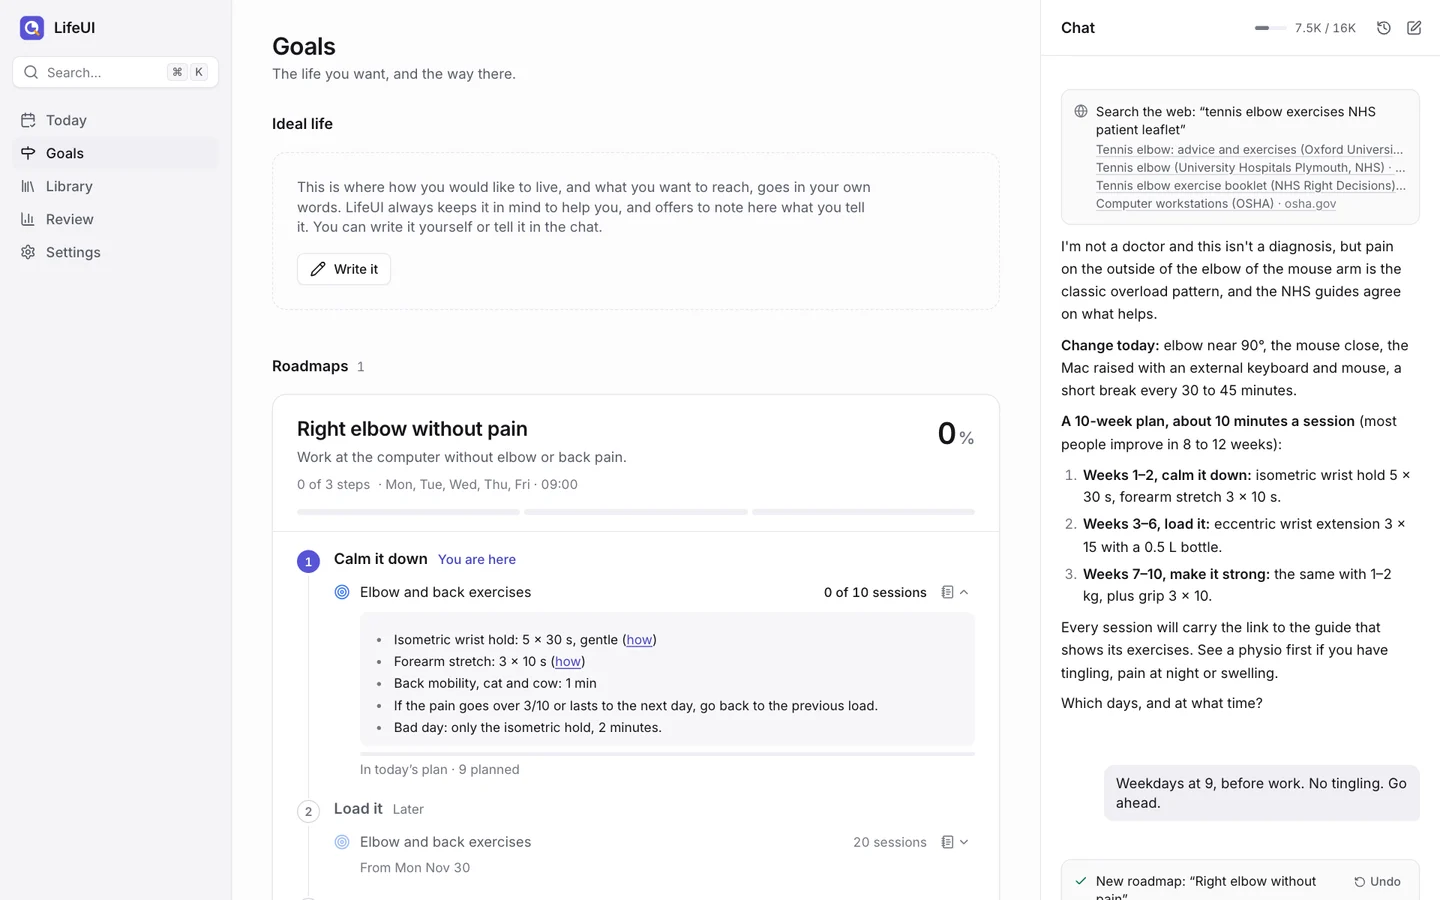 LifeUI
Search...
⌘ K
Today
Goals
Library
Review
Settings
Goals
The life you want, and the way there.
Ideal life
This is where how you would like to live, and what you want to reach, goes in your own
words. LifeUI always keeps it in mind to help you, and offers to note here what you tell
it. You can write it yourself or tell it in the chat.
Write it
Roadmaps 1
Right elbow without pain
0%
Work at the computer without elbow or back pain.
0 of 3 steps · Mon, Tue, Wed, Thu, Fri · 09:00
1 Calm it down You are here
Elbow and back exercises 0 of 10 sessions
• Isometric wrist hold: 5 × 30 s, gentle (how)
• Forearm stretch: 3 × 10 s (how)
• Back mobility, cat and cow: 1 min
• If the pain goes over 3/10 or lasts to the next day, go back to the previous load.
• Bad day: only the isometric hold, 2 minutes.
In today’s plan · 9 planned
2 Load it Later
Elbow and back exercises 20 sessions
From Mon Nov 30
Chat
7.5K / 16K
Search the web: “tennis elbow exercises NHS
patient leaflet”
Tennis elbow: advice and exercises (Oxford Universi...
Tennis elbow (University Hospitals Plymouth, NHS) · ...
Tennis elbow exercise booklet (NHS Right Decisions)...
Computer workstations (OSHA) · osha.gov
I'm not a doctor and this isn't a diagnosis, but pain
on the outside of the elbow of the mouse arm is the
classic overload pattern, and the NHS guides agree
on what helps.
Change today: elbow near 90°, the mouse close, the
Mac raised with an external keyboard and mouse, a
short break every 30 to 45 minutes.
A 10-week plan, about 10 minutes a session (most
people improve in 8 to 12 weeks):
1. Weeks 1–2, calm it down: isometric wrist hold 5 ×
30 s, forearm stretch 3 × 10 s.
2. Weeks 3–6, load it: eccentric wrist extension 3 ×
15 with a 0.5 L bottle.
3. Weeks 7–10, make it strong: the same with 1–2
kg, plus grip 3 × 10.
Every session will carry the link to the guide that
shows its exercises. See a physio first if you have
tingling, pain at night or swelling.
Which days, and at what time?
Weekdays at 9, before work. No tingling. Go
ahead.
New roadmap: “Right elbow without
pain”
Undo